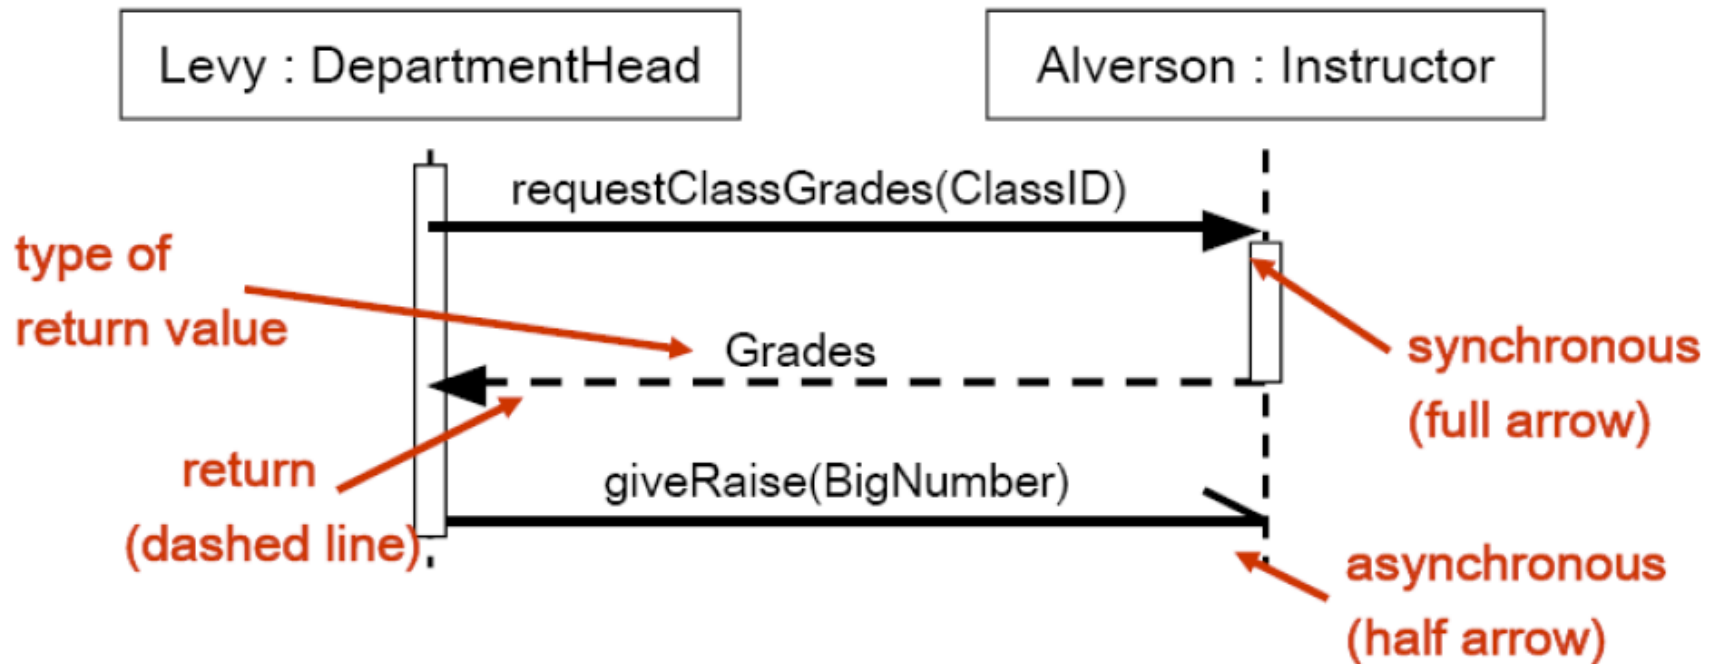 Levy : DepartmentHead
Alverson : Instructor
requestClassGrades(ClassID)
type of
return value
Grades
synchronous
(full arrow)
return
(dashed line)
giveRaise(BigNumber)
asynchronous
(half arrow)